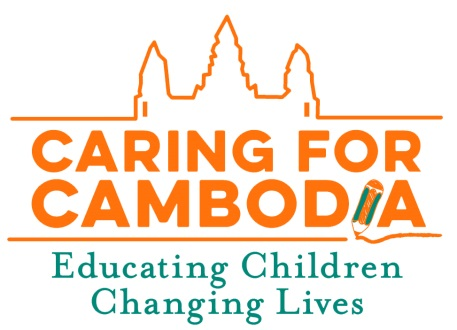 CARING FOR
CAMBODIA
Educating Children
Changing Lives